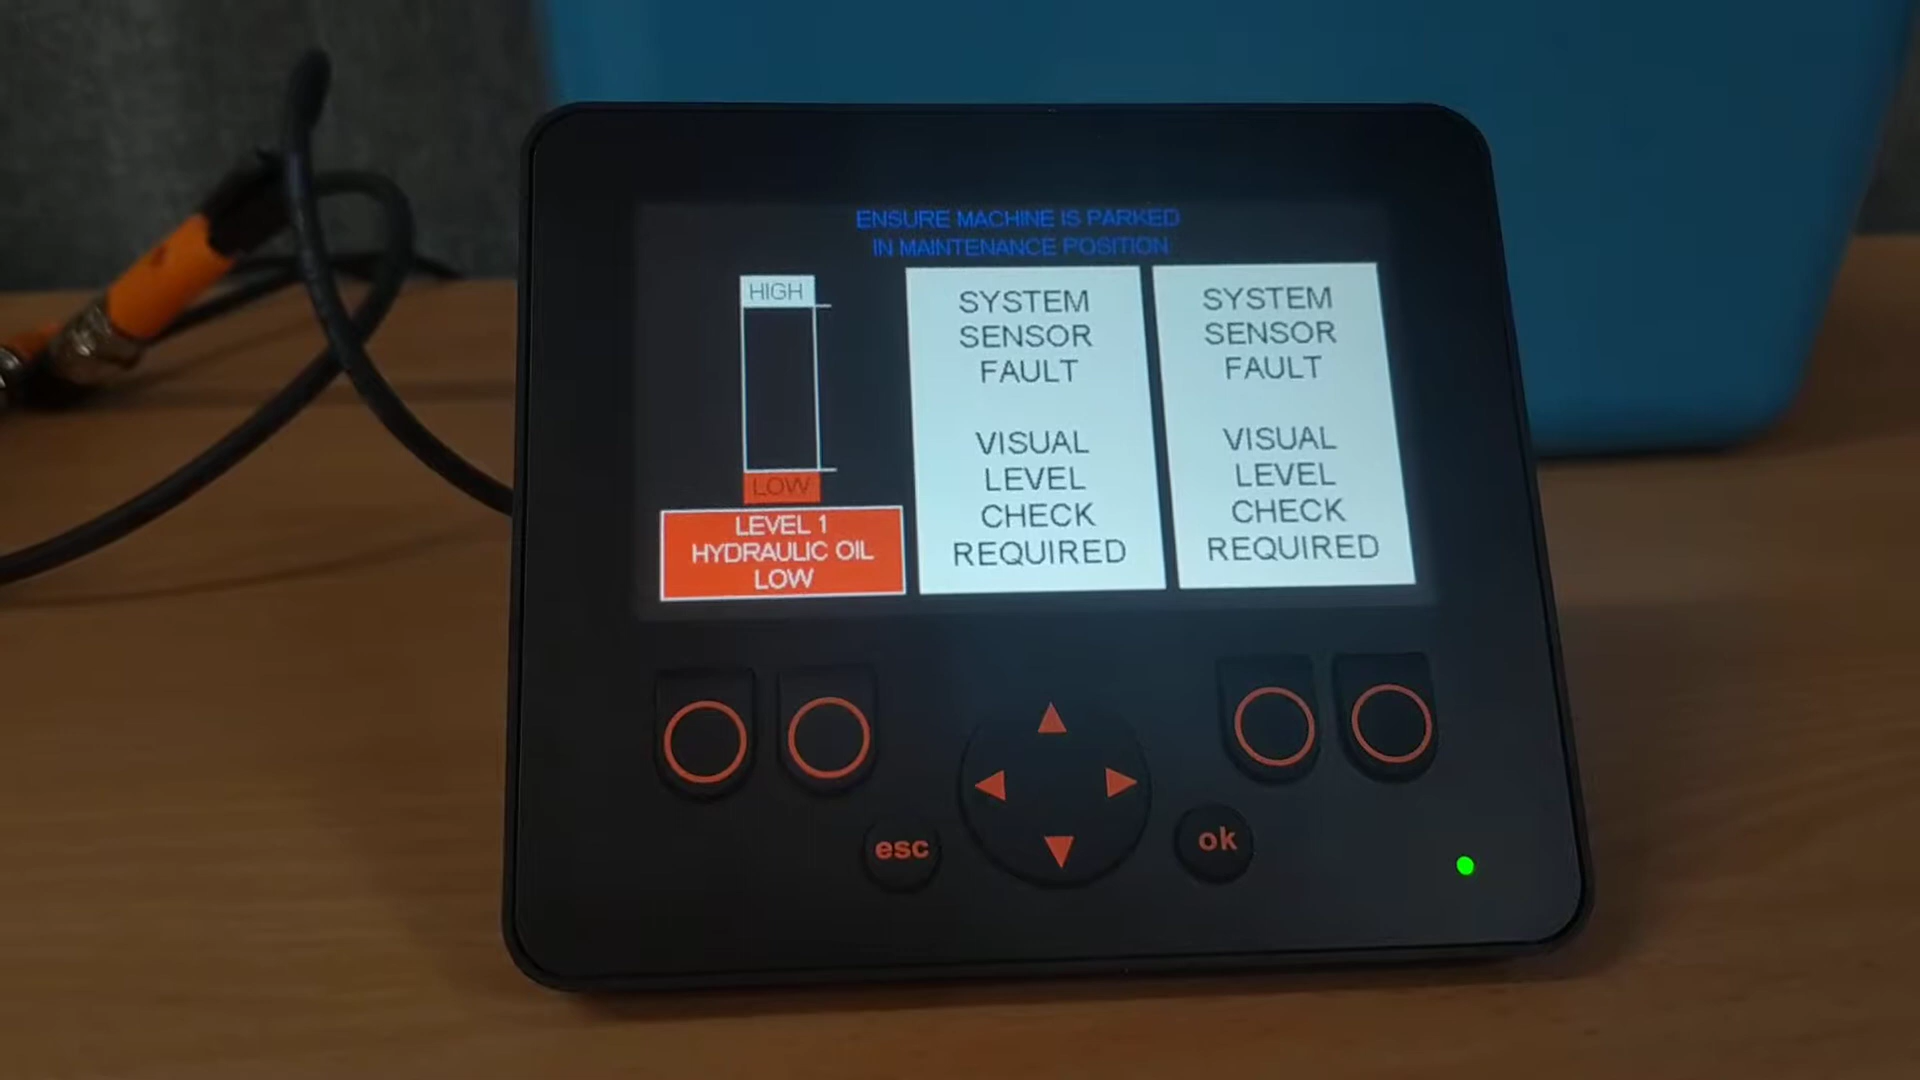 ENSURE MACHINE IS PARKED
IN MAINTENANCE POSITION
HIGH
LOW
LEVEL 1
HYDRAULIC OIL
LOW
SYSTEM
SENSOR
FAULT
VISUAL
LEVEL
CHECK
REQUIRED
SYSTEM
SENSOR
FAULT
VISUAL
LEVEL
CHECK
REQUIRED
esc
ok